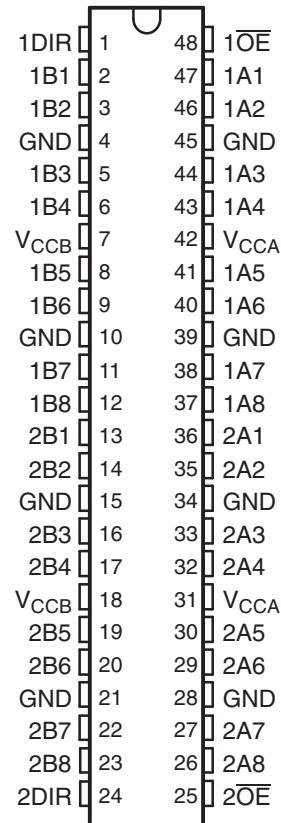 1DIR 1 48 1O̅E̅
1B1 2 47 1A1
1B2 3 46 1A2
GND 4 45 GND
1B3 5 44 1A3
1B4 6 43 1A4
VCCB 7 42 VCCA
1B5 8 41 1A5
1B6 9 40 1A6
GND 10 39 GND
1B7 11 38 1A7
1B8 12 37 1A8
2B1 13 36 2A1
2B2 14 35 2A2
GND 15 34 GND
2B3 16 33 2A3
2B4 17 32 2A4
VCCB 18 31 VCCA
2B5 19 30 2A5
2B6 20 29 2A6
GND 21 28 GND
2B7 22 27 2A7
2B8 23 26 2A8
2DIR 24 25 2O̅E̅